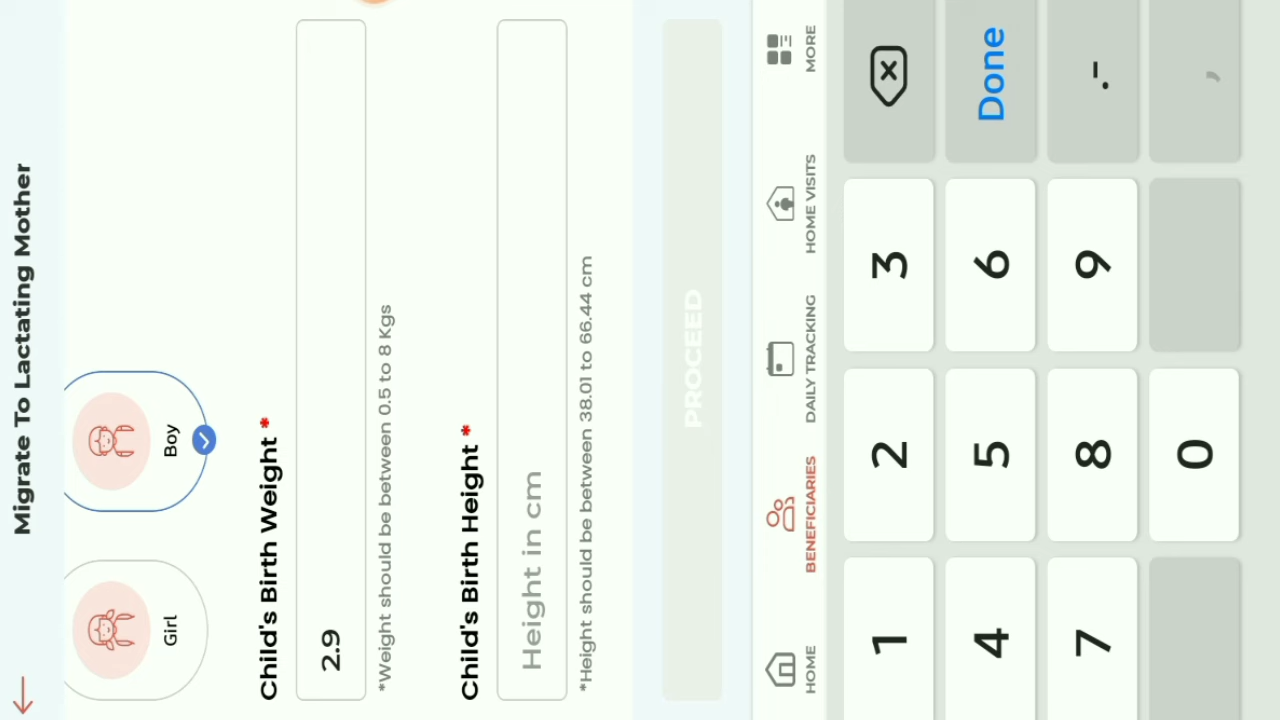 Migrate To Lactating Mother
Girl
Boy
Child's Birth Weight *
2.9
*Weight should be between 0.5 to 8 Kgs
Child's Birth Height *
Height in cm
*Height should be between 38.01 to 66.44 cm
PROCEED
HOME
BENEFICIARIES
DAILY TRACKING
HOME VISITS
MORE
1 2 3
4 5 6 Done
7 8 9 .-
0 ,